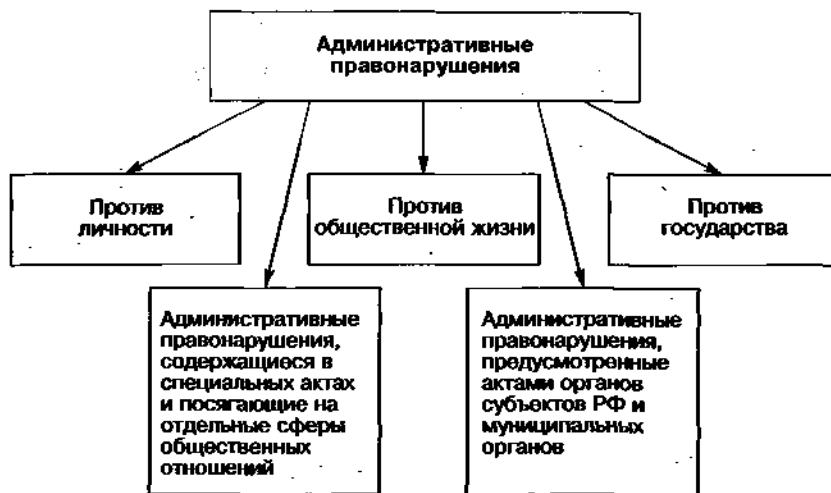 Административные
правонарушения
Против
личности
Против
общественной жизни
Против
государства
Административные
правонарушения,
содержащиеся в
специальных актах
и посягающие на
отдельные сферы
общественных
отношений
Административные
правонарушения,
предусмотренные
актами органов
субъектов РФ и
муниципальных
органов